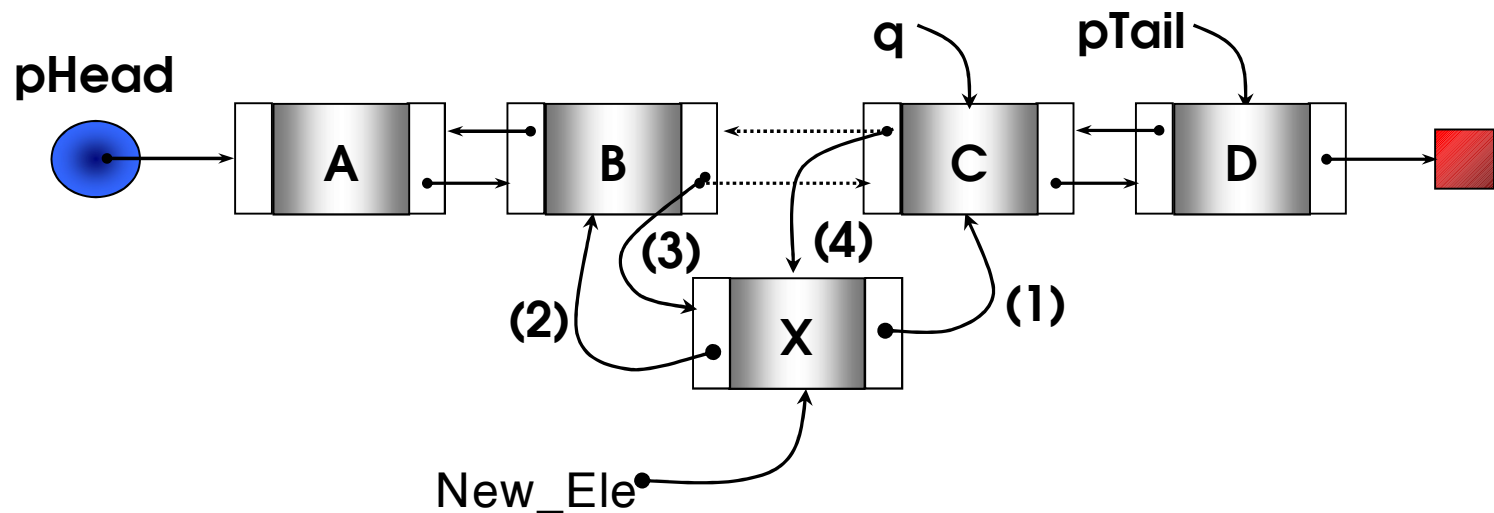 q
pTail
pHead
A
B
C
D
(3)
(4)
(2)
X
(1)
New_Ele